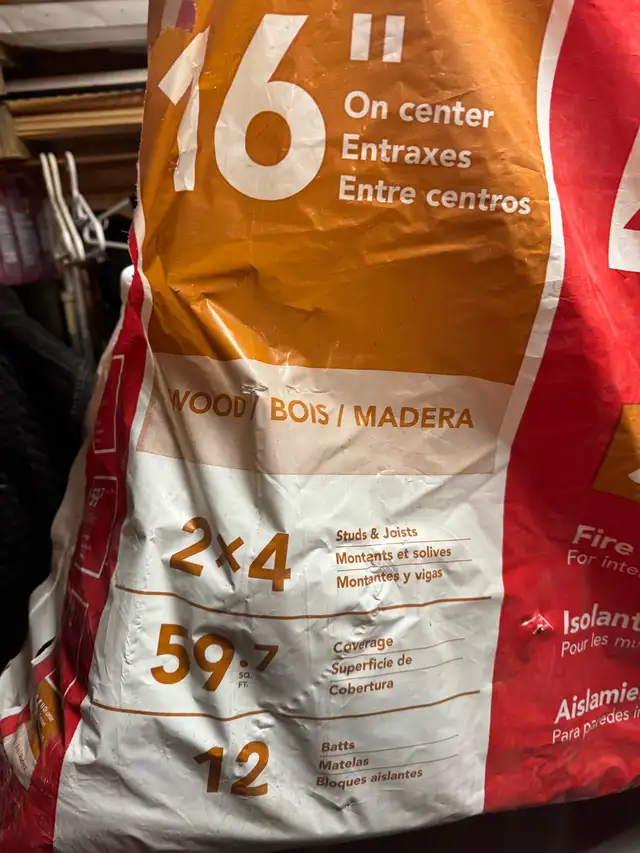 16"
On center
Entraxes
Entre centros
WOOD / BOIS / MADERA
2x4
Studs & Joists
Montants et solives
Montantes y vigas
59.7
SQ.
FT.
Coverage
Superficie de
Cobertura
12
Batts
Matelas
Bloques aislantes
Fire
For inte
Isolant
Pour les mu
Aislamie
Para paredes i